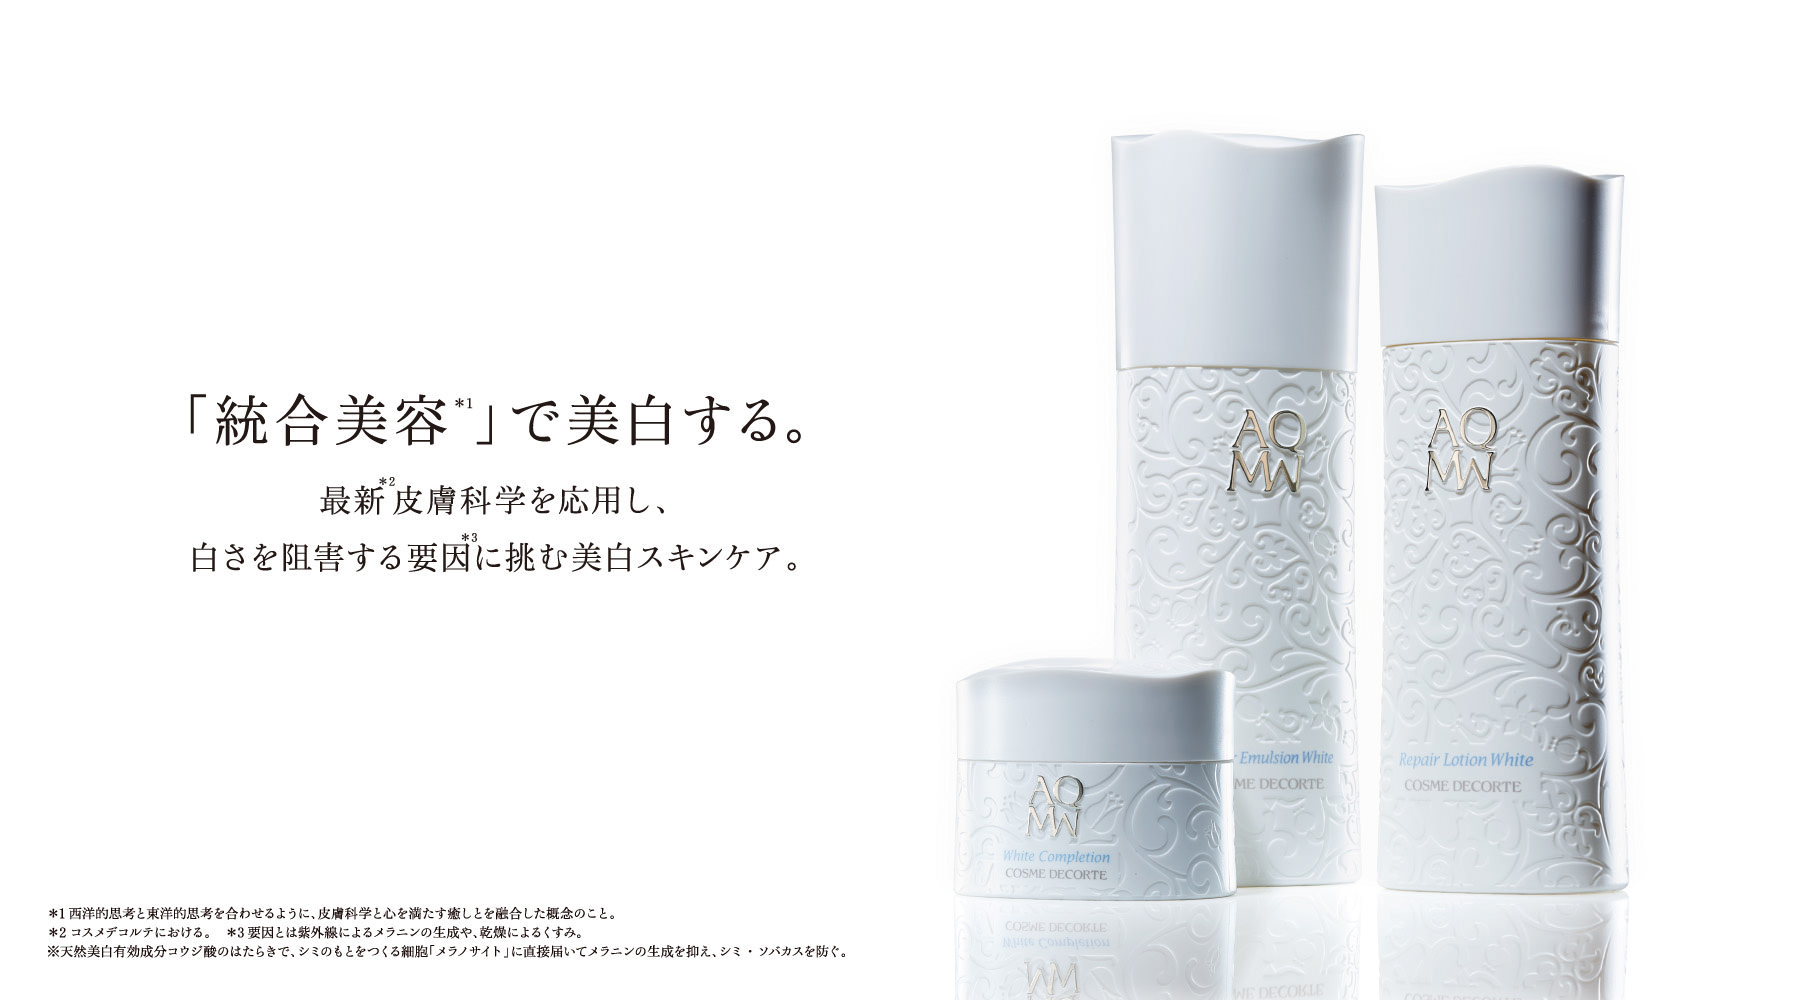 「統合美容*1」で美白する。
最新*2皮膚科学を応用し、
白さを阻害する要因*3に挑む美白スキンケア。
AQ
MW
Emulsion White
ME DECORTE
AQ
MW
Repair Lotion White
COSME DECORTE
AQ
MW
White Completion
COSME DECORTE
*1 西洋的思考と東洋的思考を合わせるように、皮膚科学と心を満たす癒しとを融合した概念のこと。
*2 コスメデコルテにおける。 *3 要因とは紫外線によるメラニンの生成や、乾燥によるくすみ。
※天然美白有効成分コウジ酸のはたらきで、シミのもとをつくる細胞「メラノサイト」に直接届いてメラニンの生成を抑え、シミ・ソバカスを防ぐ。